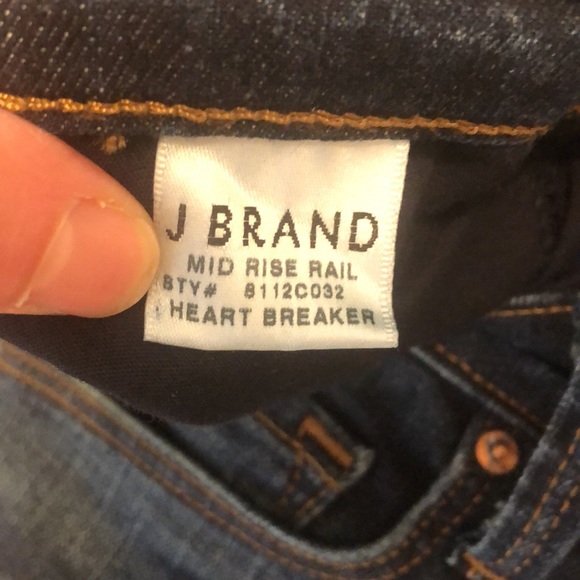 J BRAND
MID RISE RAIL
STY# 8112C032
HEART BREAKER